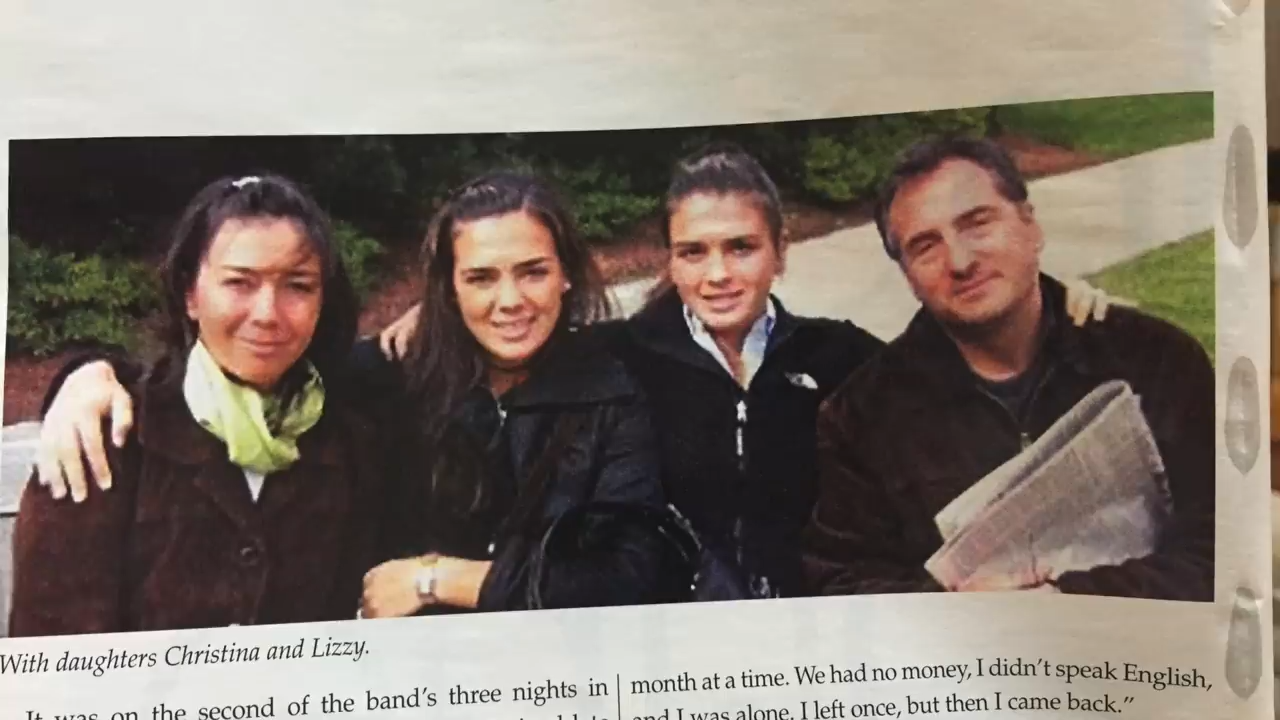 With daughters Christina and Lizzy.
It was on the second of the band's three nights in
month at a time. We had no money, I didn't speak English,
and I was alone. I left once, but then I came back."